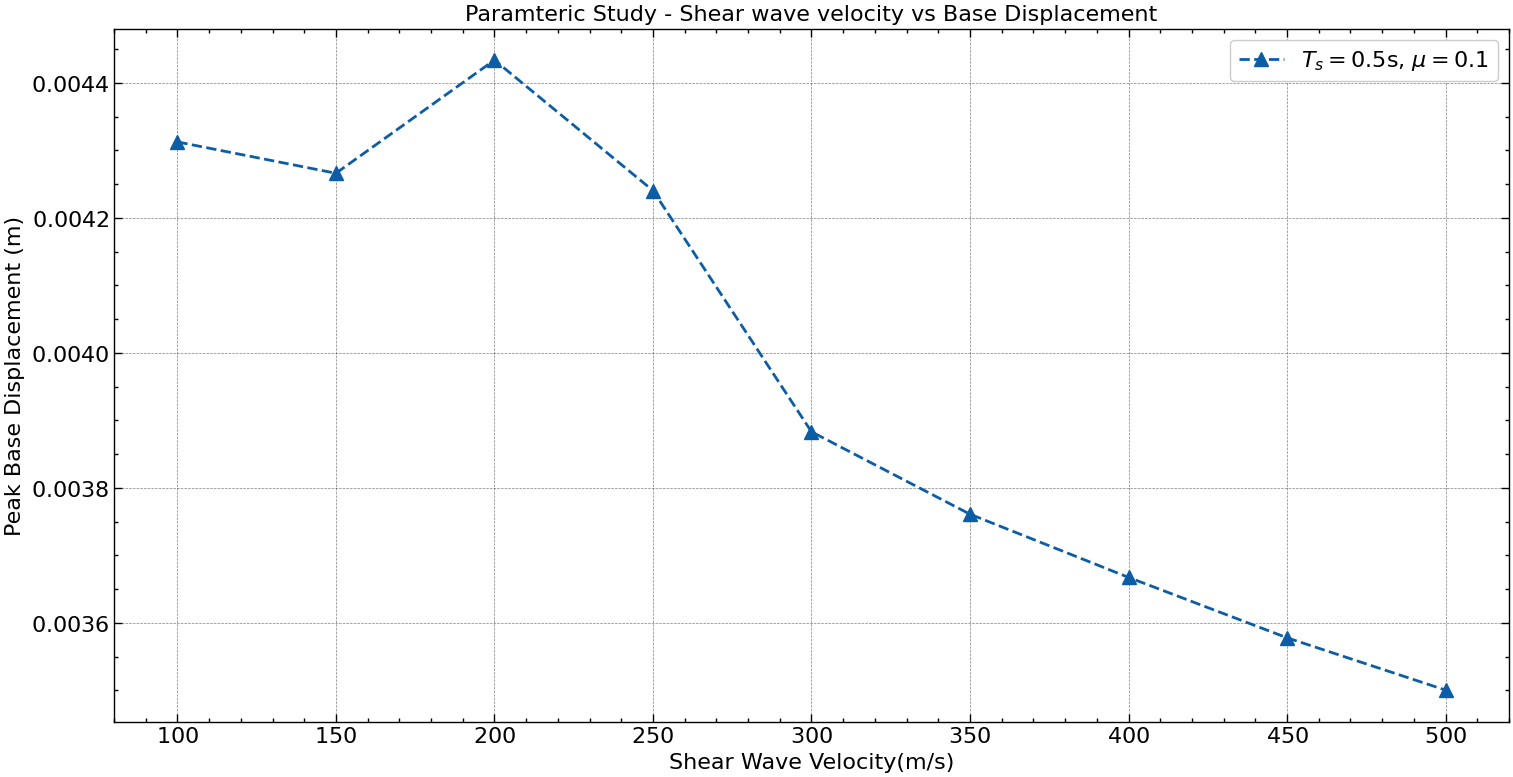 Paramteric Study - Shear wave velocity vs Base Displacement
T_s = 0.5s, μ = 0.1
Peak Base Displacement (m)
0.0044
0.0042
0.0040
0.0038
0.0036
100 150 200 250 300 350 400 450 500
Shear Wave Velocity(m/s)